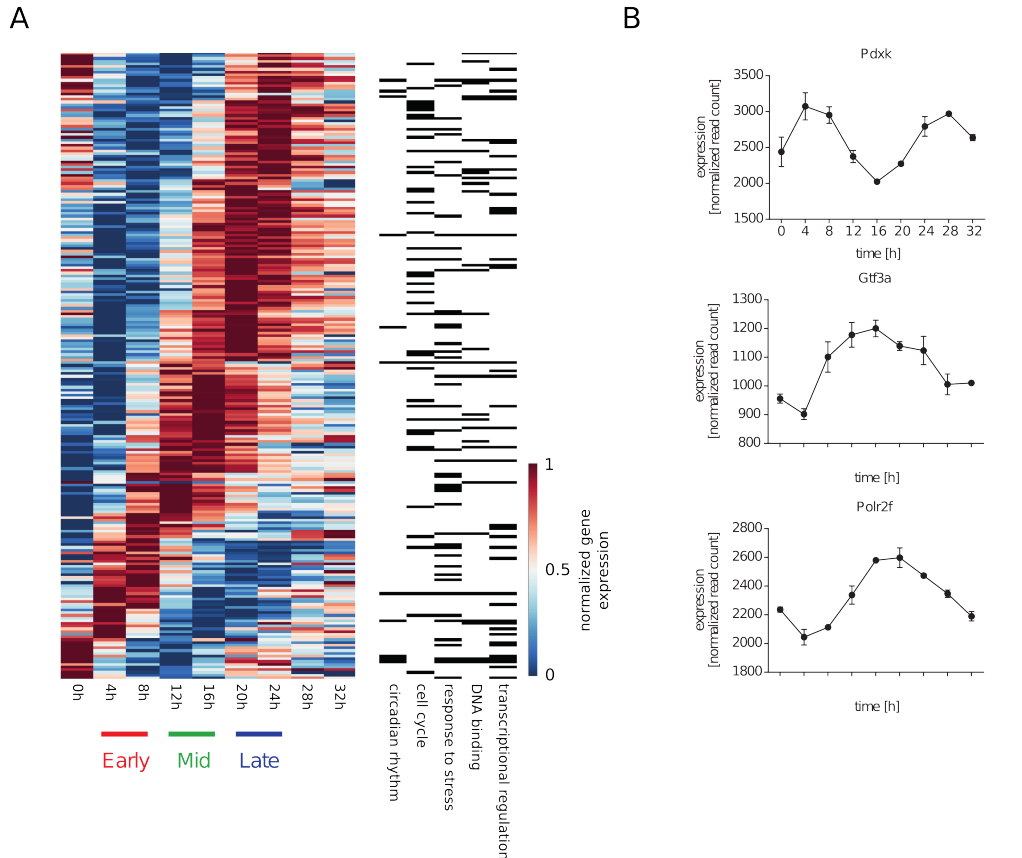 A
B
0h
4h
8h
12h
16h
20h
24h
28h
32h
Early
Mid
Late
circadian rhythm
cell cycle
response to stress
DNA binding
transcriptional regulation
1
0.5
0
normalized gene
expression
Pdxk
3500
3000
2500
2000
1500
expression
[normalized read count]
0 4 8 12 16 20 24 28 32
time [h]
Gtf3a
1300
1200
1100
1000
900
800
expression
[normalized read count]
time [h]
Polr2f
2800
2600
2400
2200
2000
1800
expression
[normalized read count]
time [h]